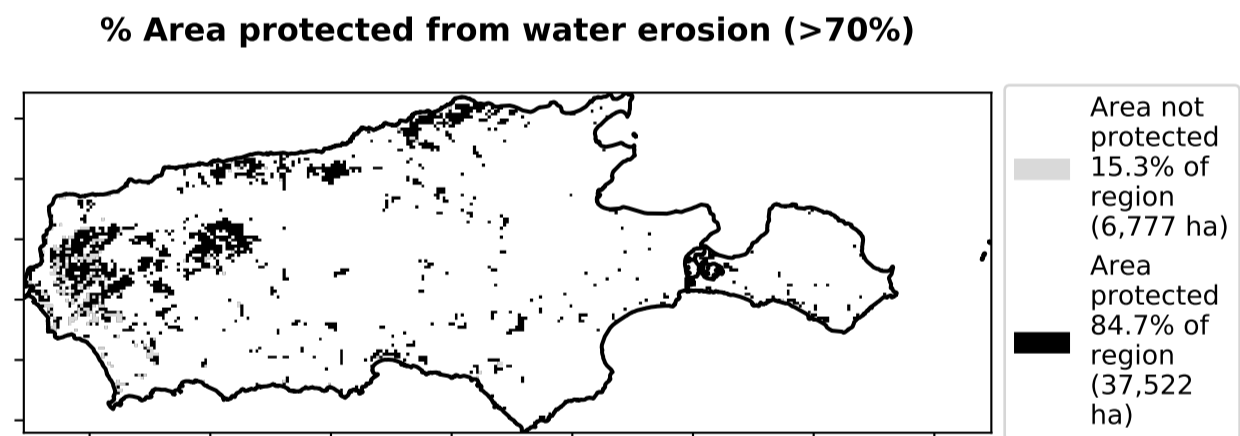 % Area protected from water erosion (>70%)
Area not
protected
15.3% of
region
(6,777 ha)
Area
protected
84.7% of
region
(37,522
ha)